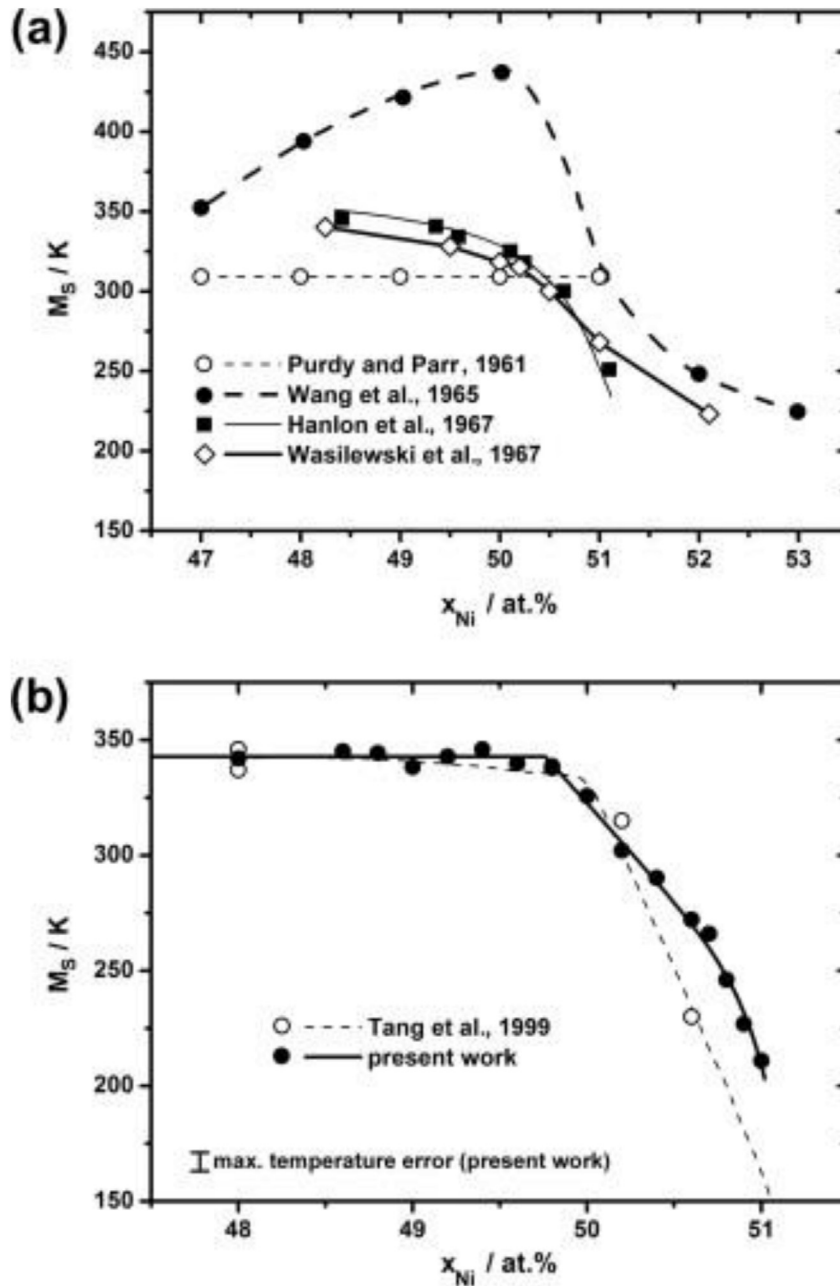 (a)
450
400
350
300
250
200
150
M_S / K
Purdy and Parr, 1961
Wang et al., 1965
Hanlon et al., 1967
Wasilewski et al., 1967
47 48 49 50 51 52 53
x_Ni / at.%
(b)
350
300
250
200
150
M_S / K
Tang et al., 1999
present work
max. temperature error (present work)
48 49 50 51
x_Ni / at.%